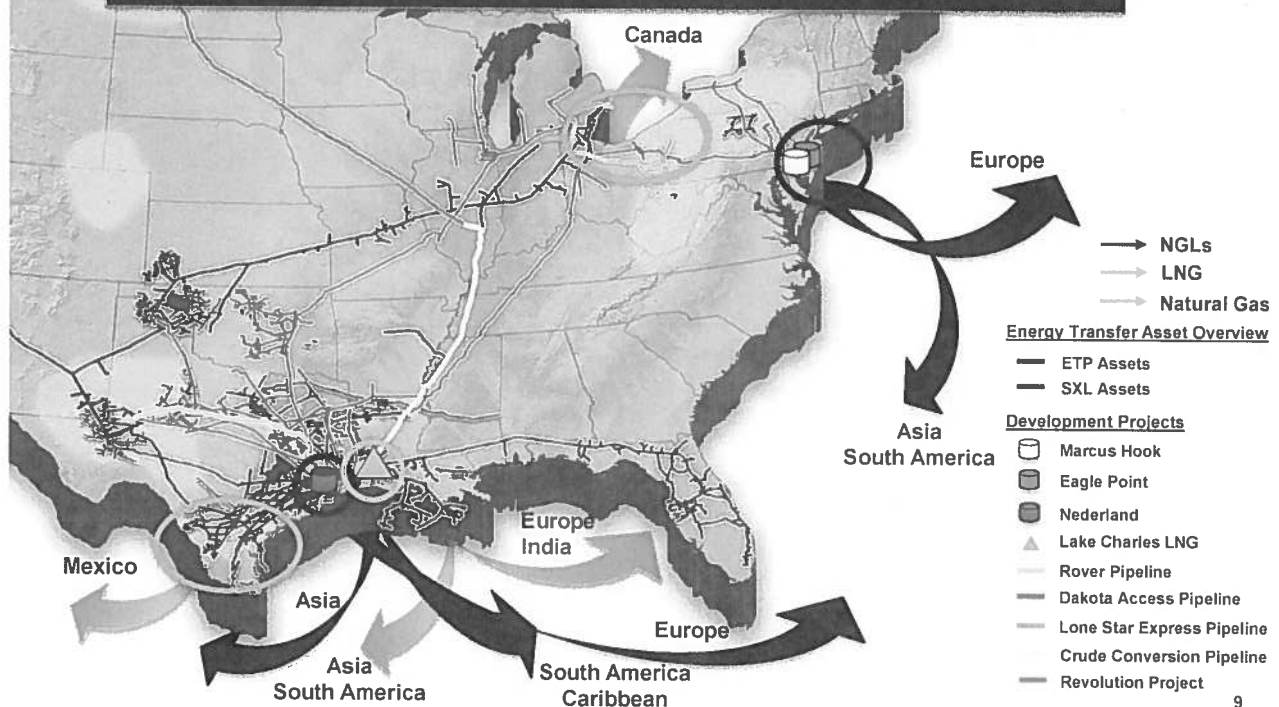 Canada
Europe
NGLs
LNG
Natural Gas
Energy Transfer Asset Overview
ETP Assets
SXL Assets
Development Projects
Marcus Hook
Eagle Point
Nederland
Lake Charles LNG
Rover Pipeline
Dakota Access Pipeline
Lone Star Express Pipeline
Crude Conversion Pipeline
Revolution Project
Asia
South America
Europe
India
Mexico
Asia
Europe
Asia
South America
South America
Caribbean
9